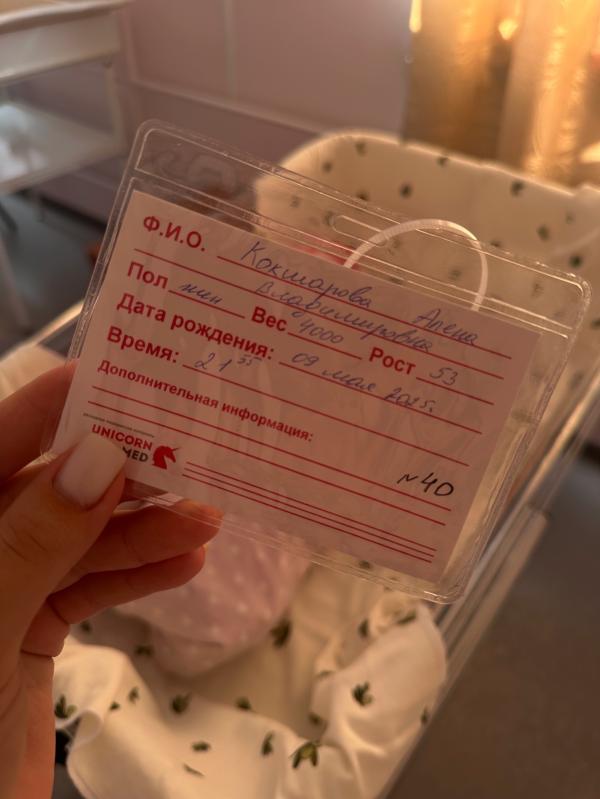 Ф.И.О. Кокшарова Алена
Владимировна
Пол жен Вес 4000 Рост 53
Дата рождения: 09 мая 2025г.
Время: 21 55
Дополнительная информация:
N40
UNICORN
MED